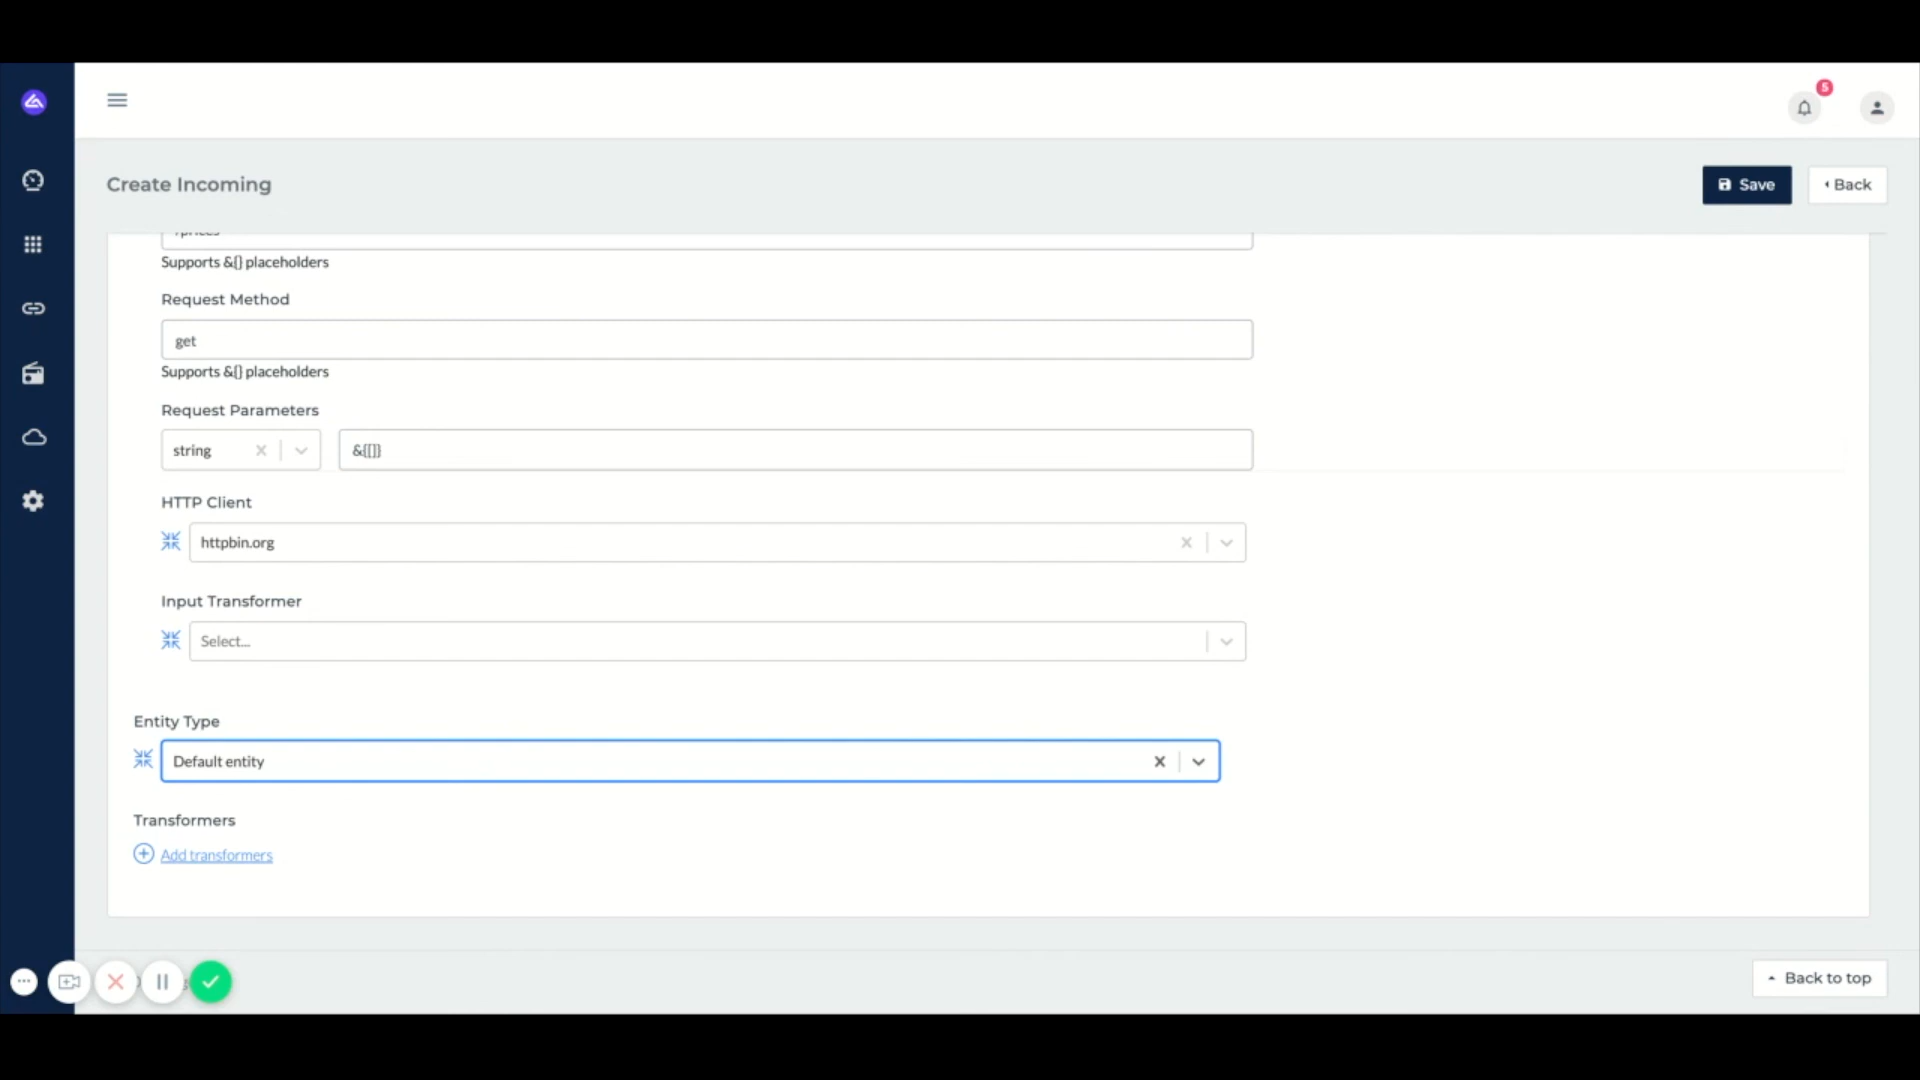 5
Create Incoming
Save
Back
Supports &{} placeholders
Request Method
get
Supports &{} placeholders
Request Parameters
string
&{[]}
HTTP Client
httpbin.org
Input Transformer
Select...
Entity Type
Default entity
Transformers
Add transformers
Back to top